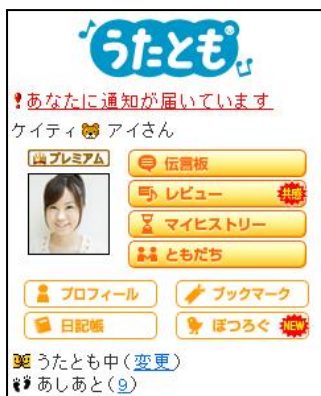 うたとも®
あなたに通知が届いています
ケイティ アイさん
プレミアム
伝言板
レビュー 共感
マイヒストリー
ともだち
プロフィール ブックマーク
日記帳 ぽつろぐ NEW
うたとも中(変更)
あしあと(9)